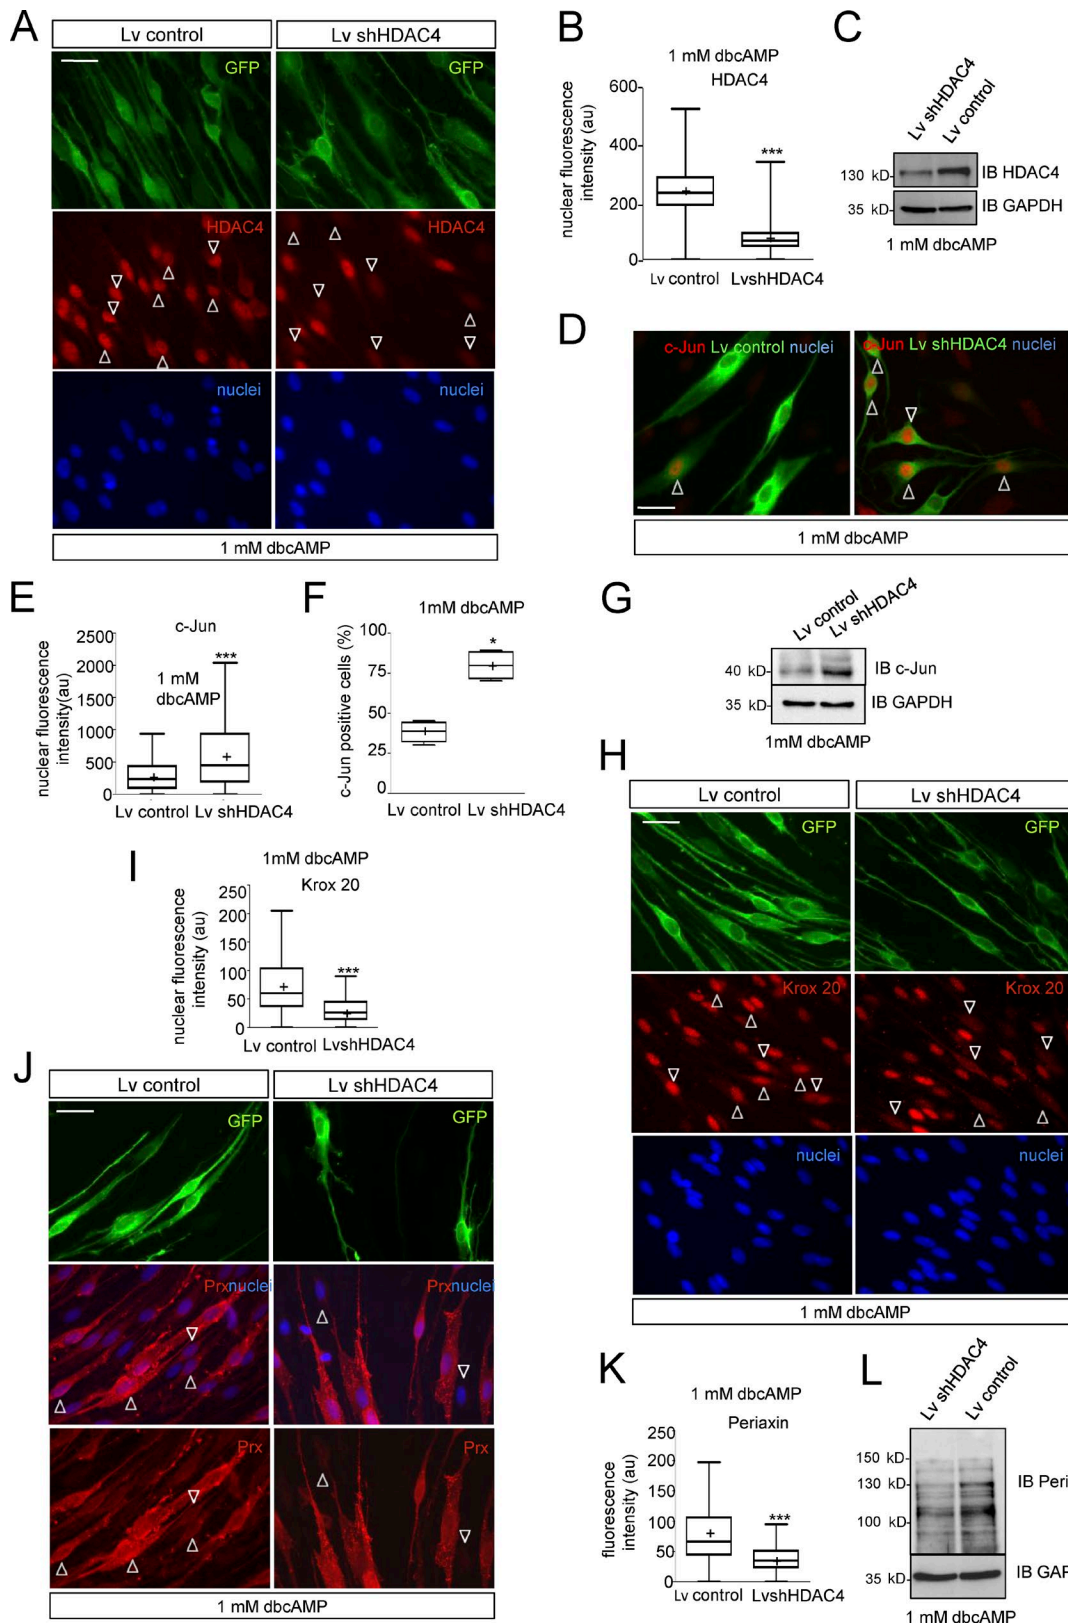 A
Lv control
Lv shHDAC4
GFP
GFP
HDAC4
HDAC4
nuclei
nuclei
1 mM dbcAMP
B
1 mM dbcAMP
HDAC4
nuclear fluorescence
intensity (au)
600
400
200
0
***
Lv control
LvshHDAC4
C
Lv shHDAC4
Lv control
130 kD
IB HDAC4
35 kD
IB GAPDH
1 mM dbcAMP
D
c-Jun Lv control nuclei
c-Jun Lv shHDAC4 nuclei
1 mM dbcAMP
E
c-Jun
nuclear fluorescence
intensity(au)
2500
2000
1500
1000
500
0
1 mM
dbcAMP
***
Lv control
Lv shHDAC4
F
1mM dbcAMP
c-Jun positive cells (%)
100
75
50
25
0
*
Lv control
Lv shHDAC4
G
Lv control
Lv shHDAC4
40 kD
IB c-Jun
35 kD
IB GAPDH
1mM dbcAMP
H
Lv control
Lv shHDAC4
GFP
GFP
Krox 20
Krox 20
nuclei
nuclei
1 mM dbcAMP
I
1mM dbcAMP
Krox 20
nuclear fluorescence
intensity (au)
250
200
150
100
50
0
***
Lv control
LvshHDAC4
J
Lv control
Lv shHDAC4
GFP
GFP
Prxnuclei
Prxnuclei
Prx
Prx
1 mM dbcAMP
K
1 mM dbcAMP
Periaxin
fluorescence
intensity (au)
250
200
150
100
50
0
***
Lv control
LvshHDAC4
L
Lv shHDAC4
Lv control
150 kD
130 kD
100 kD
IB Peri
35 kD
IB GAP
1 mM dbcAMP